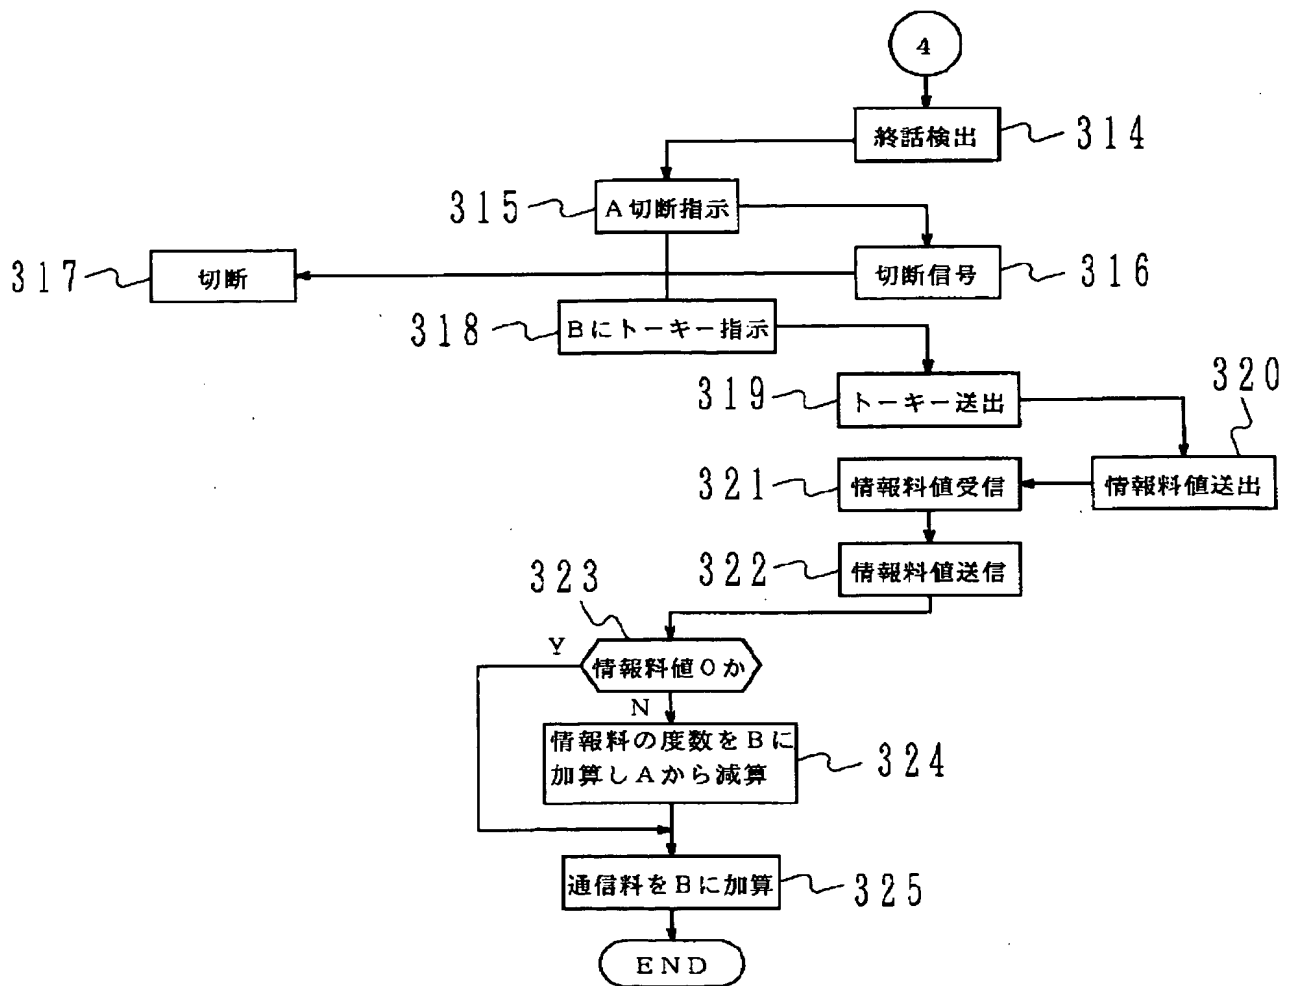 4
終話検出
314
315
A切断指示
317
切断
切断信号
316
318
Bにトーキー指示
320
319
トーキー送出
321
情報料値受信
情報料値送出
322
情報料値送信
323
Y
情報料値0か
N
情報料の度数をBに
加算しAから減算
324
通信料をBに加算
325
END